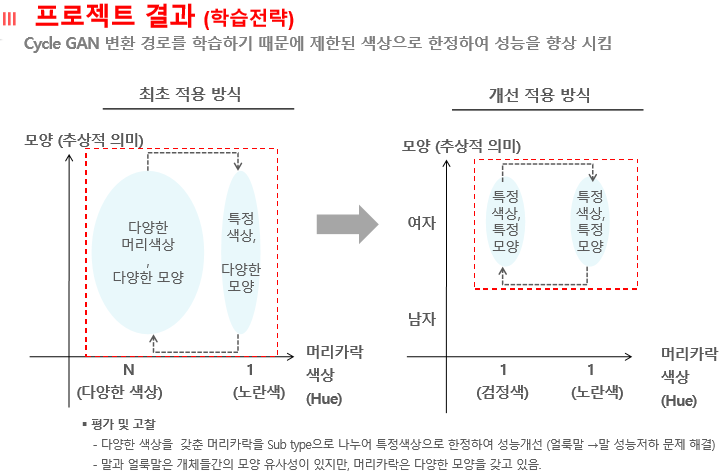 III 프로젝트 결과 (학습전략)
Cycle GAN 변환 경로를 학습하기 때문에 제한된 색상으로 한정하여 성능을 향상 시킴
최초 적용 방식
모양 (추상적 의미)
다양한
머리색상
,
다양한 모양
특정
색상,
다양한
모양
N
(다양한 색상)
1
(노란색)
머리카락
색상
(Hue)
개선 적용 방식
모양 (추상적 의미)
여자
남자
특정
색상,
특정
모양
특정
색상,
특정
모양
1
(검정색)
1
(노란색)
머리카락
색상
(Hue)
▪ 평가 및 고찰
- 다양한 색상을 갖춘 머리카락을 Sub type으로 나누어 특정색상으로 한정하여 성능개선 (얼룩말 →말 성능저하 문제 해결)
- 말과 얼룩말은 개체들간의 모양 유사성이 있지만, 머리카락은 다양한 모양을 갖고 있음.